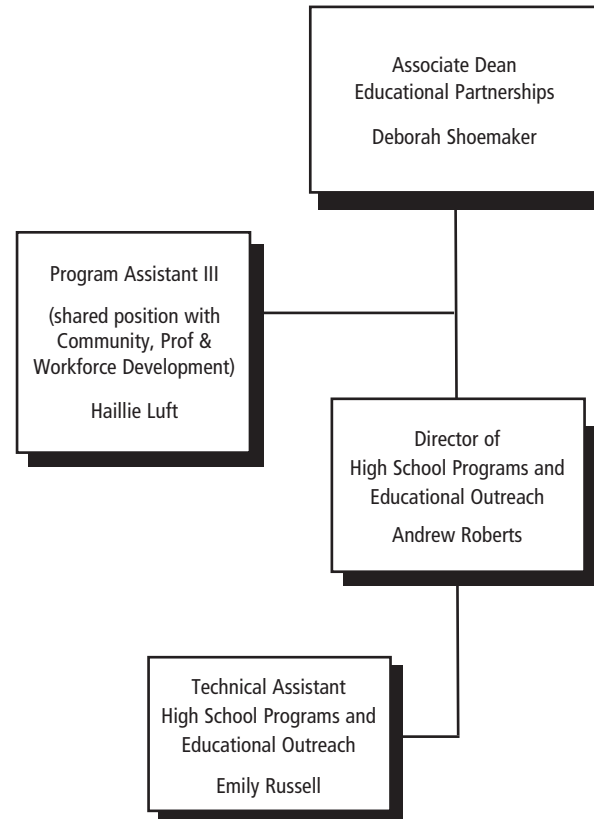 Associate Dean
Educational Partnerships
Deborah Shoemaker
Program Assistant III
(shared position with
Community, Prof &
Workforce Development)
Haillie Luft
Director of
High School Programs and
Educational Outreach
Andrew Roberts
Technical Assistant
High School Programs and
Educational Outreach
Emily Russell